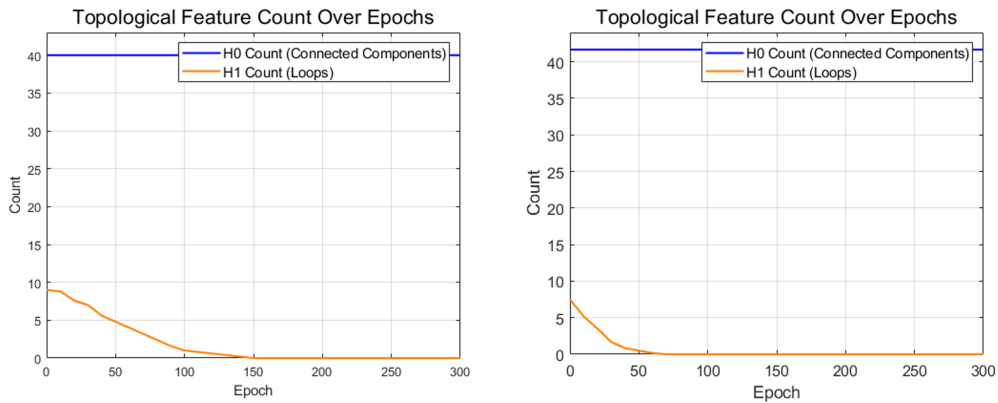 Topological Feature Count Over Epochs
H0 Count (Connected Components)
H1 Count (Loops)
Count
40
35
30
25
20
15
10
5
0
0 50 100 150 200 250 300
Epoch
Topological Feature Count Over Epochs
H0 Count (Connected Components)
H1 Count (Loops)
Count
40
35
30
25
20
15
10
5
0
0 50 100 150 200 250 300
Epoch